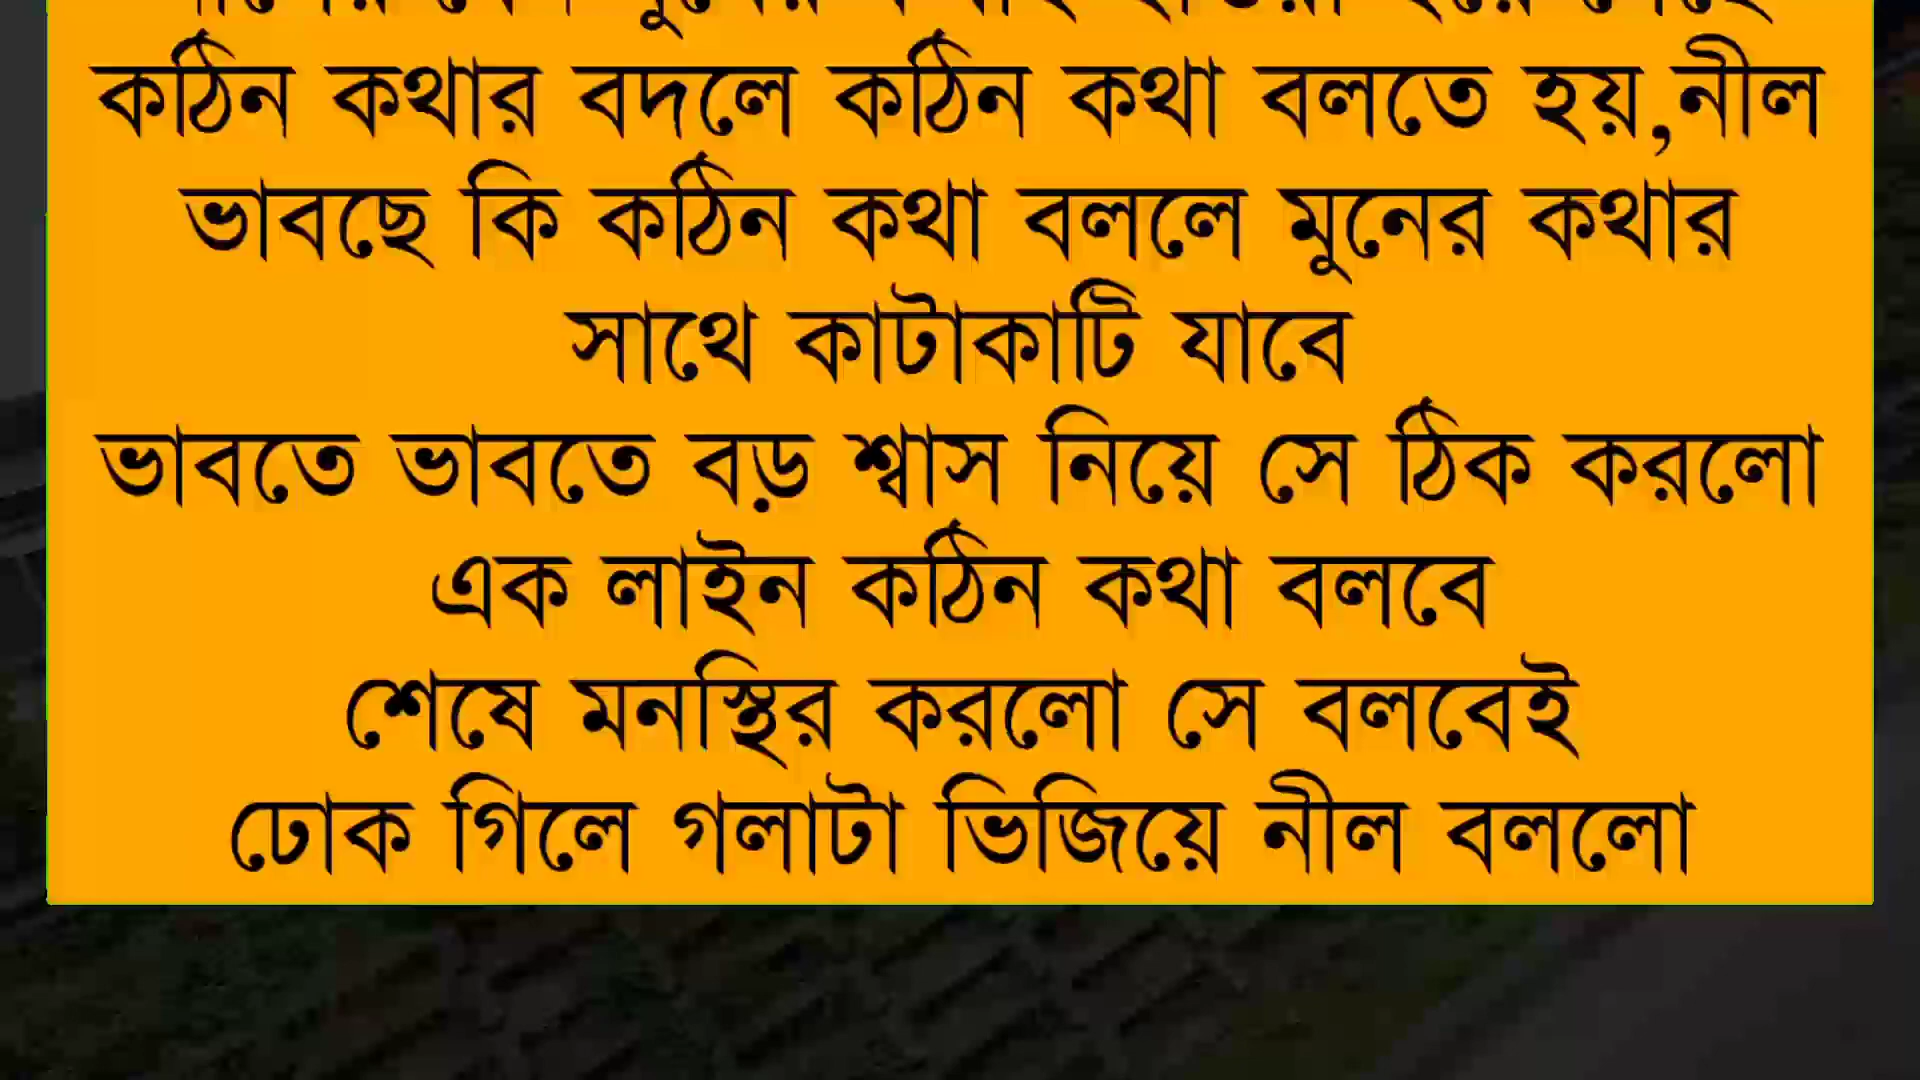 কঠিন কথার বদলে কঠিন কথা বলতে হয়,নীল
ভাবছে কি কঠিন কথা বললে মুনের কথার
সাথে কাটাকাটি যাবে
ভাবতে ভাবতে বড় শ্বাস নিয়ে সে ঠিক করলো
এক লাইন কঠিন কথা বলবে
শেষে মনস্থির করলো সে বলবেই
ঢোক গিলে গলাটা ভিজিয়ে নীল বললো